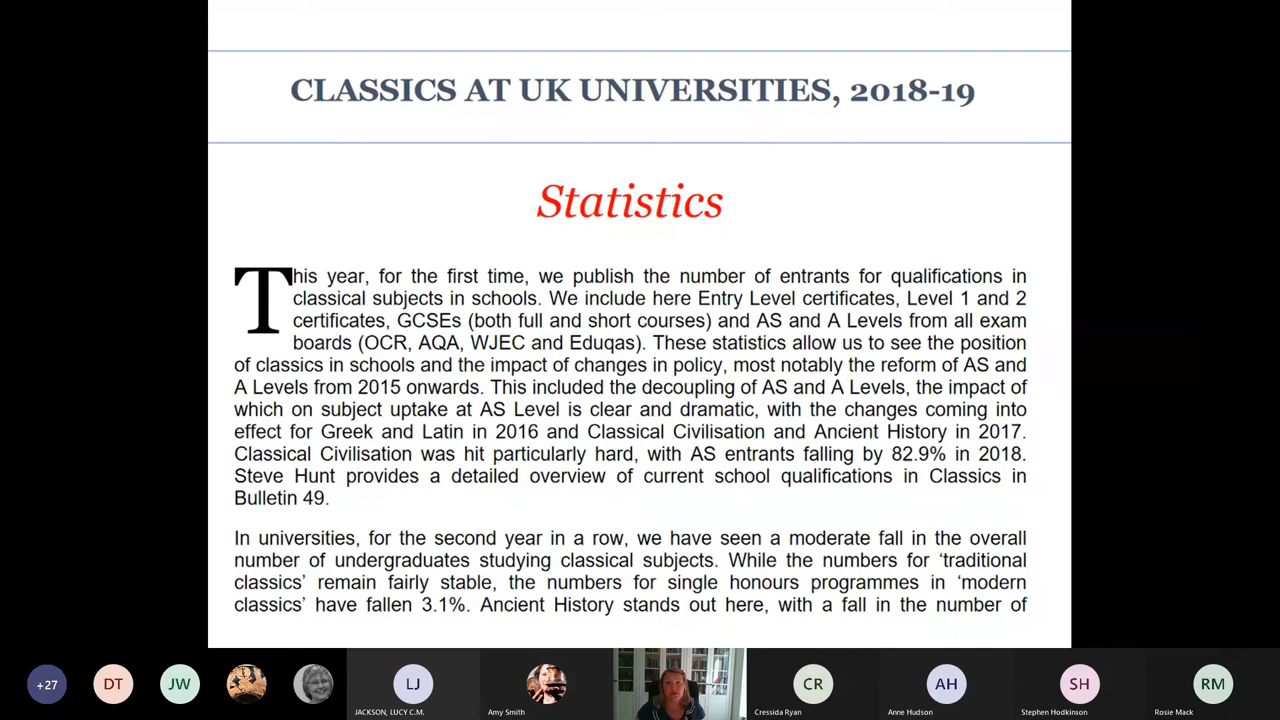 CLASSICS AT UK UNIVERSITIES, 2018-19
Statistics
This year, for the first time, we publish the number of entrants for qualifications in
classical subjects in schools. We include here Entry Level certificates, Level 1 and 2
certificates, GCSEs (both full and short courses) and AS and A Levels from all exam
boards (OCR, AQA, WJEC and Eduqas). These statistics allow us to see the position
of classics in schools and the impact of changes in policy, most notably the reform of AS and
A Levels from 2015 onwards. This included the decoupling of AS and A Levels, the impact of
which on subject uptake at AS Level is clear and dramatic, with the changes coming into
effect for Greek and Latin in 2016 and Classical Civilisation and Ancient History in 2017.
Classical Civilisation was hit particularly hard, with AS entrants falling by 82.9% in 2018.
Steve Hunt provides a detailed overview of current school qualifications in Classics in
Bulletin 49.
In universities, for the second year in a row, we have seen a moderate fall in the overall
number of undergraduates studying classical subjects. While the numbers for ‘traditional
classics’ remain fairly stable, the numbers for single honours programmes in ‘modern
classics’ have fallen 3.1%. Ancient History stands out here, with a fall in the number of
+27
DT
JW
LJ
CR
AH
SH
RM
JACKSON, LUCY C.M.
Amy Smith
Cressida Ryan
Anne Hudson
Stephen Hodkinson
Rosie Mack